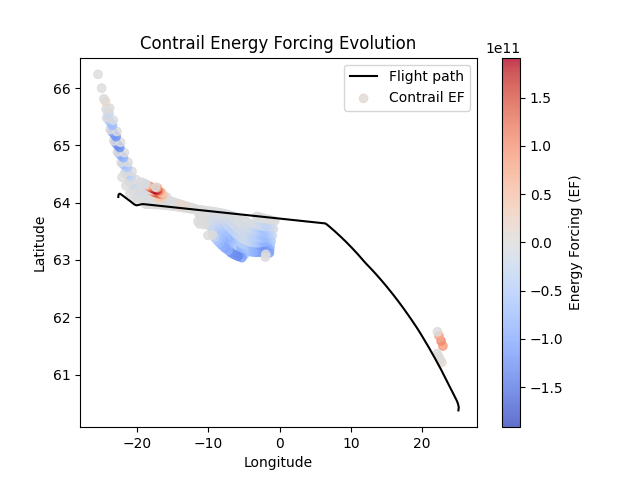 Contrail Energy Forcing Evolution
1e11
Flight path
Contrail EF
66
65
64
63
62
61
Latitude
−20
−10
0
10
20
Longitude
1.5
1.0
0.5
0.0
−0.5
−1.0
−1.5
Energy Forcing (EF)